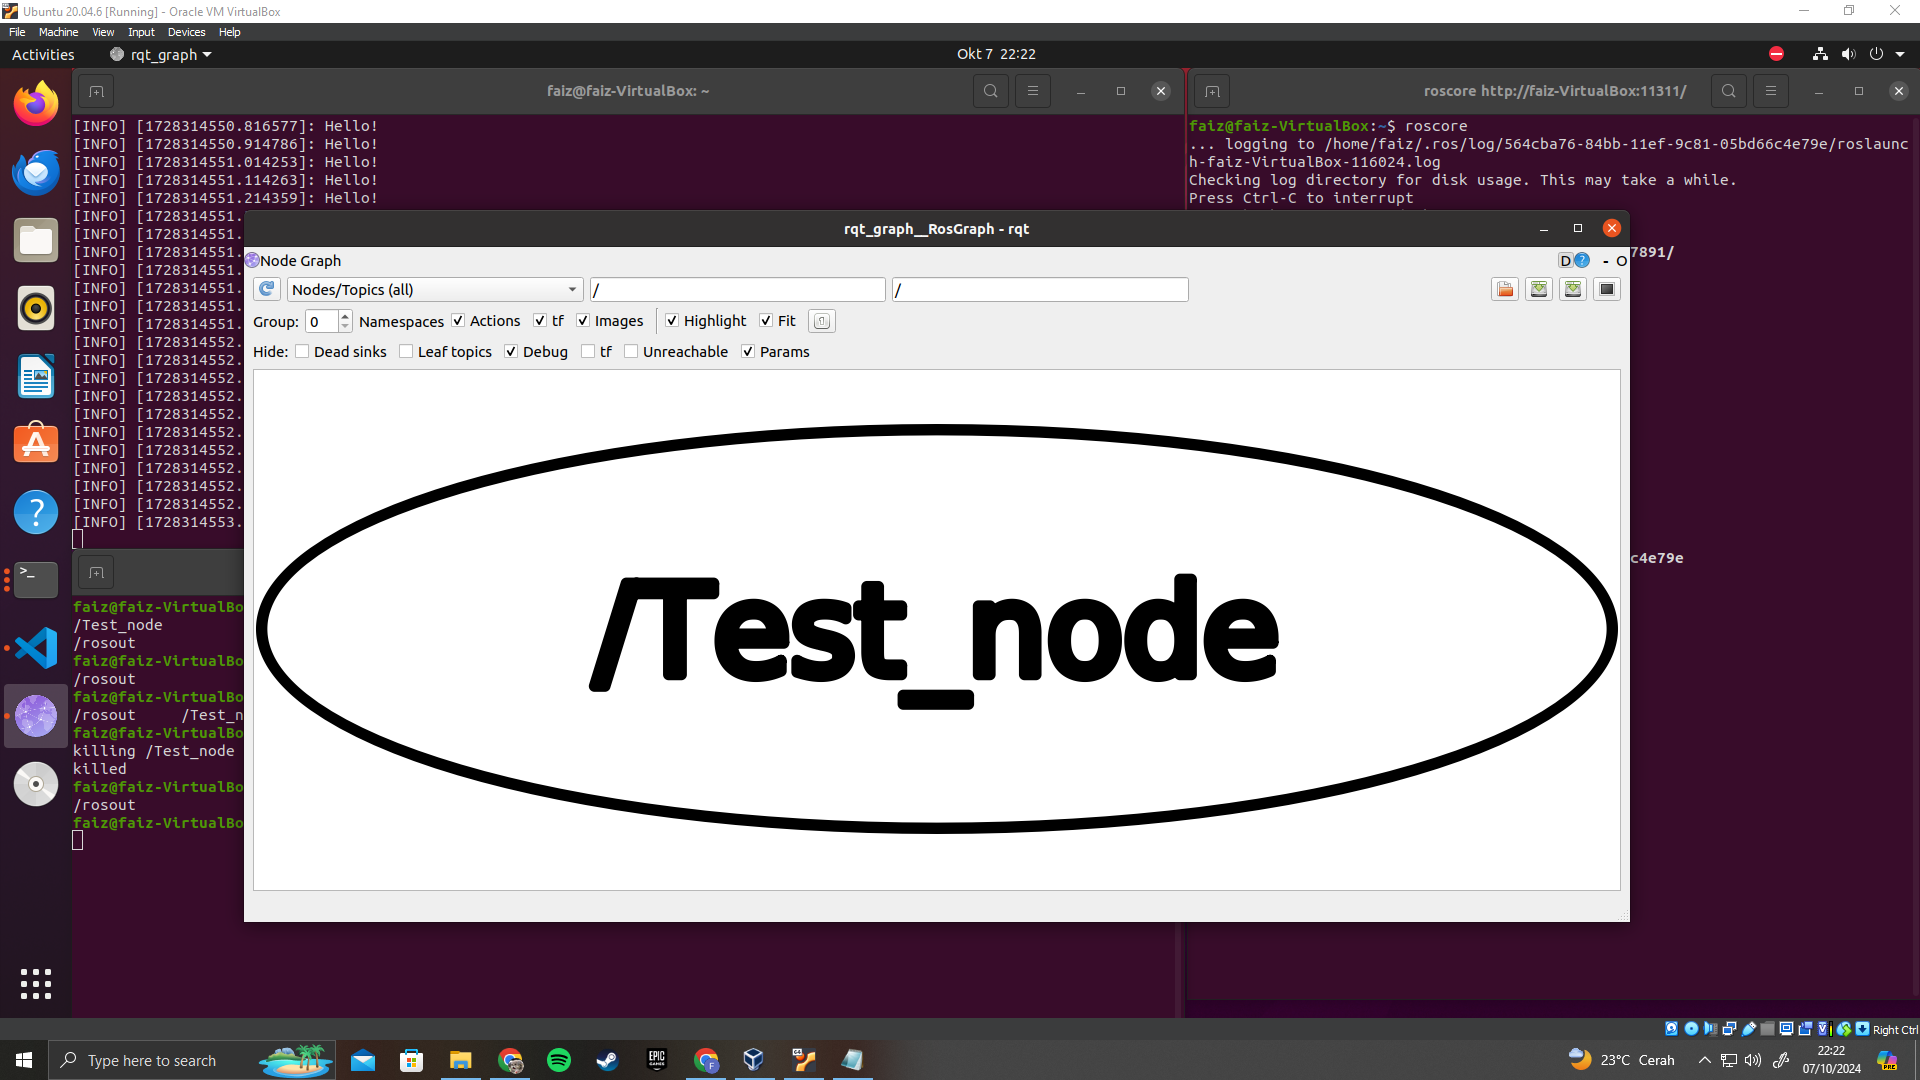 Ubuntu 20.04.6 [Running] - Oracle VM VirtualBox
File Machine View Input Devices Help
Activities rqt_graph Okt 7 22:22
faiz@faiz-VirtualBox: ~
[INFO] [1728314550.816577]: Hello!
[INFO] [1728314550.914786]: Hello!
[INFO] [1728314551.014253]: Hello!
[INFO] [1728314551.114263]: Hello!
[INFO] [1728314551.214359]: Hello!
[INFO] [1728314551.
[INFO] [1728314551.
[INFO] [1728314551.
[INFO] [1728314551.
[INFO] [1728314551.
[INFO] [1728314551.
[INFO] [1728314551.
[INFO] [1728314552.
[INFO] [1728314552.
[INFO] [1728314552.
[INFO] [1728314552.
[INFO] [1728314552.
[INFO] [1728314552.
[INFO] [1728314552.
[INFO] [1728314552.
[INFO] [1728314552.
[INFO] [1728314552.
[INFO] [1728314553.
roscore http://faiz-VirtualBox:11311/
faiz@faiz-VirtualBox:~$ roscore
... logging to /home/faiz/.ros/log/564cba76-84bb-11ef-9c81-05bd66c4e79e/roslaunc
h-faiz-VirtualBox-116024.log
Checking log directory for disk usage. This may take a while.
Press Ctrl-C to interrupt
7891/
c4e79e
rqt_graph__RosGraph - rqt
Node Graph D ? - O
Nodes/Topics (all) / /
Group: 0 Namespaces Actions tf Images Highlight Fit
Hide: Dead sinks Leaf topics Debug tf Unreachable Params
/Test_node
faiz@faiz-VirtualBo
/Test_node
/rosout
faiz@faiz-VirtualBo
/rosout
faiz@faiz-VirtualBo
/rosout /Test_n
faiz@faiz-VirtualBo
killing /Test_node
killed
faiz@faiz-VirtualBo
/rosout
faiz@faiz-VirtualBo
Right Ctrl
Type here to search
EPIC GAMES
23°C Cerah
22:22
07/10/2024
PRE